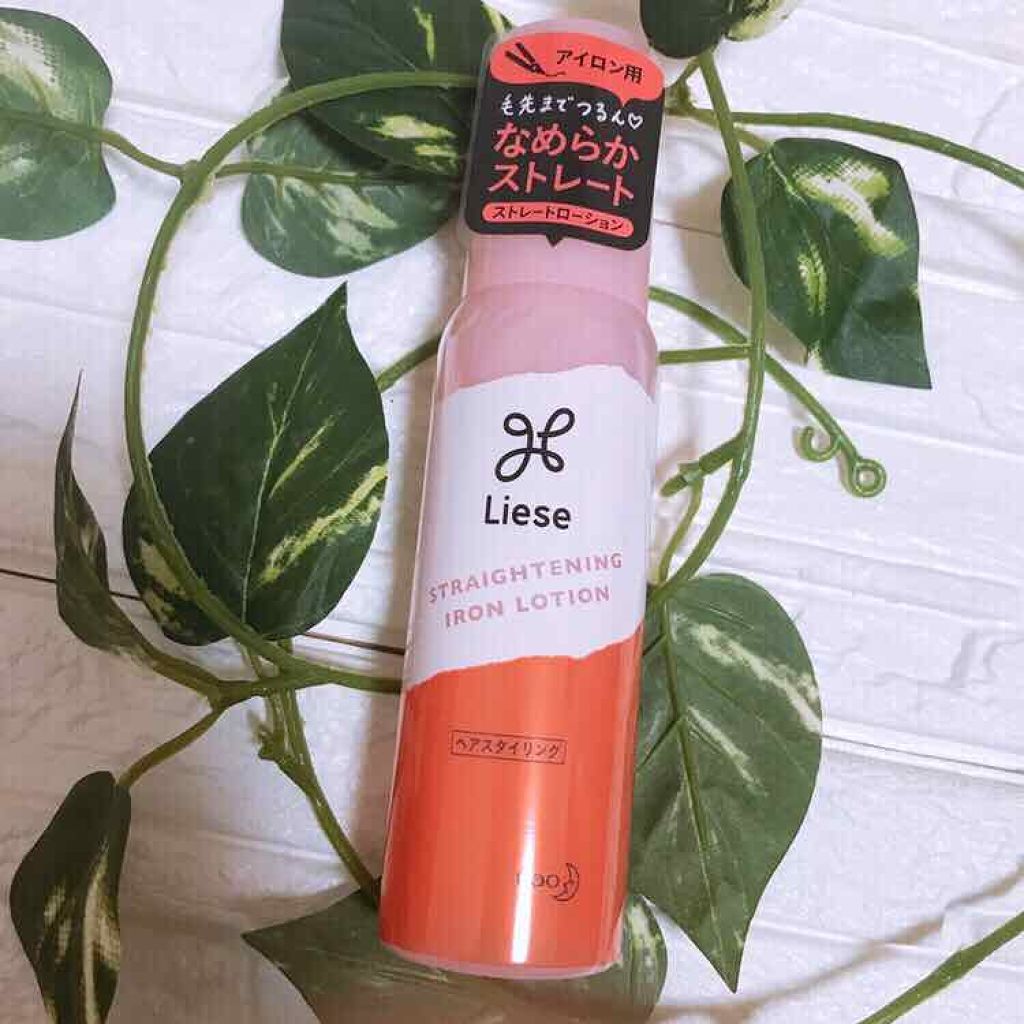 アイロン用
毛先までつるん♡
なめらか
ストレート
ストレートローション
Liese
STRAIGHTENING
IRON LOTION
ヘアスタイリング